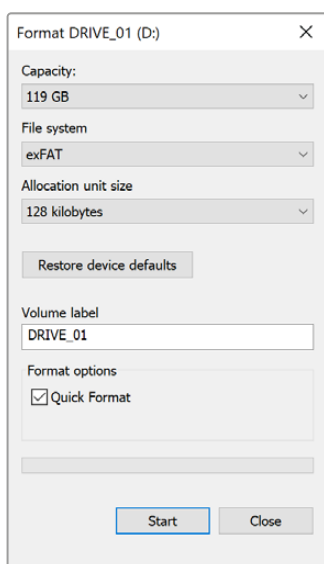 Format DRIVE_01 (D:)
Capacity:
119 GB
File system
exFAT
Allocation unit size
128 kilobytes
Restore device defaults
Volume label
DRIVE_01
Format options
Quick Format
Start Close